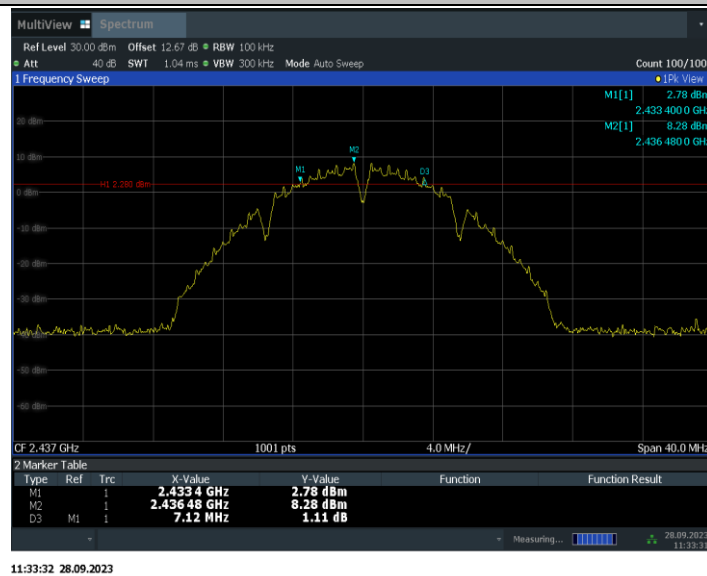 MultiView Spectrum
Ref Level 30.00 dBm Offset 12.67 dB RBW 100 kHz
Att 40 dB SWT 1.04 ms VBW 300 kHz Mode Auto Sweep Count 100/100
1 Frequency Sweep 1Pk View
M1[1] 2.78 dBm
2.433 400 0 GHz
20 dBm
M2[1] 8.28 dBm
2.436 480 0 GHz
10 dBm
M2
M1
D3
H1 2.280 dBm
0 dBm
-10 dBm
-20 dBm
-30 dBm
-40 dBm
-50 dBm
-60 dBm
CF 2.437 GHz 1001 pts 4.0 MHz/ Span 40.0 MHz
2 Marker Table
Type Ref Trc X-Value Y-Value Function Function Result
M1 1 2.433 4 GHz 2.78 dBm
M2 1 2.436 48 GHz 8.28 dBm
D3 M1 1 7.12 MHz 1.11 dB
Measuring... 28.09.2023
11:33:31
11:33:32 28.09.2023